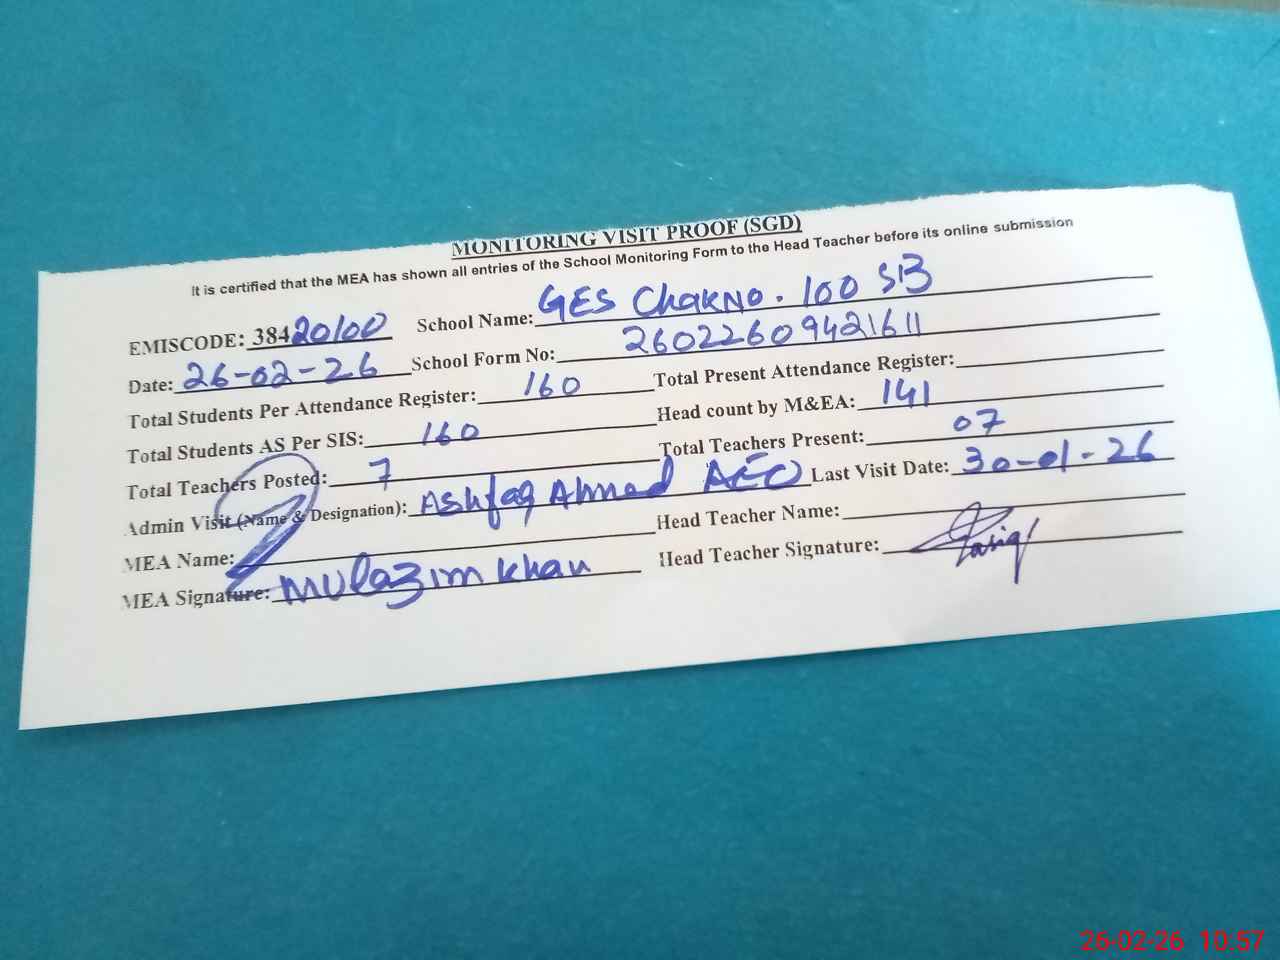 MONITORING VISIT PROOF (SGD)
It is certified that the MEA has shown all entries of the School Monitoring Form to the Head Teacher before its online submission
EMISCODE: 38420100 School Name: GES Chak No. 100 SB
Date: 26-02-26 School Form No: 26022609421611
Total Students Per Attendance Register: 160 Total Present Attendance Register:
Total Students AS Per SIS: 160 Head count by M&EA: 141
Total Teachers Posted: 7 Total Teachers Present: 07
Admin Visit (Name & Designation): Ashfaq Ahmad AEO Last Visit Date: 30-01-26
MEA Name: Head Teacher Name:
MEA Signature: Mulazim Khan Head Teacher Signature: Tariq
26-02-26 10:57